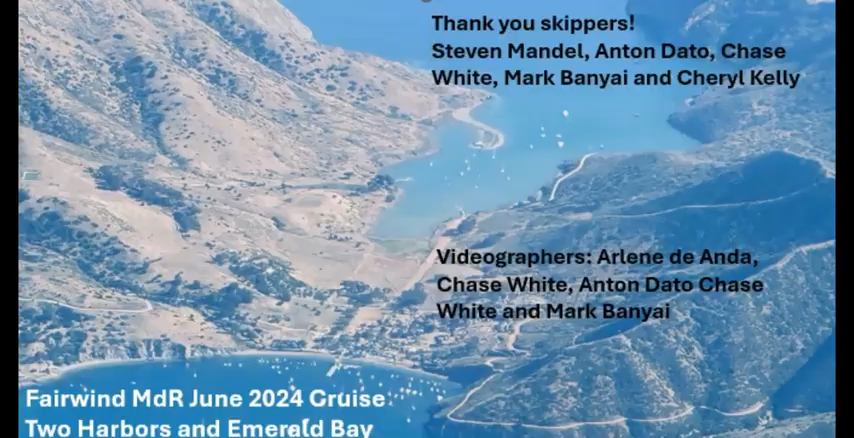 Thank you skippers!
Steven Mandel, Anton Dato, Chase
White, Mark Banyai and Cheryl Kelly
Videographers: Arlene de Anda,
Chase White, Anton Dato Chase
White and Mark Banyai
Fairwind MdR June 2024 Cruise
Two Harbors and Emerald Bay